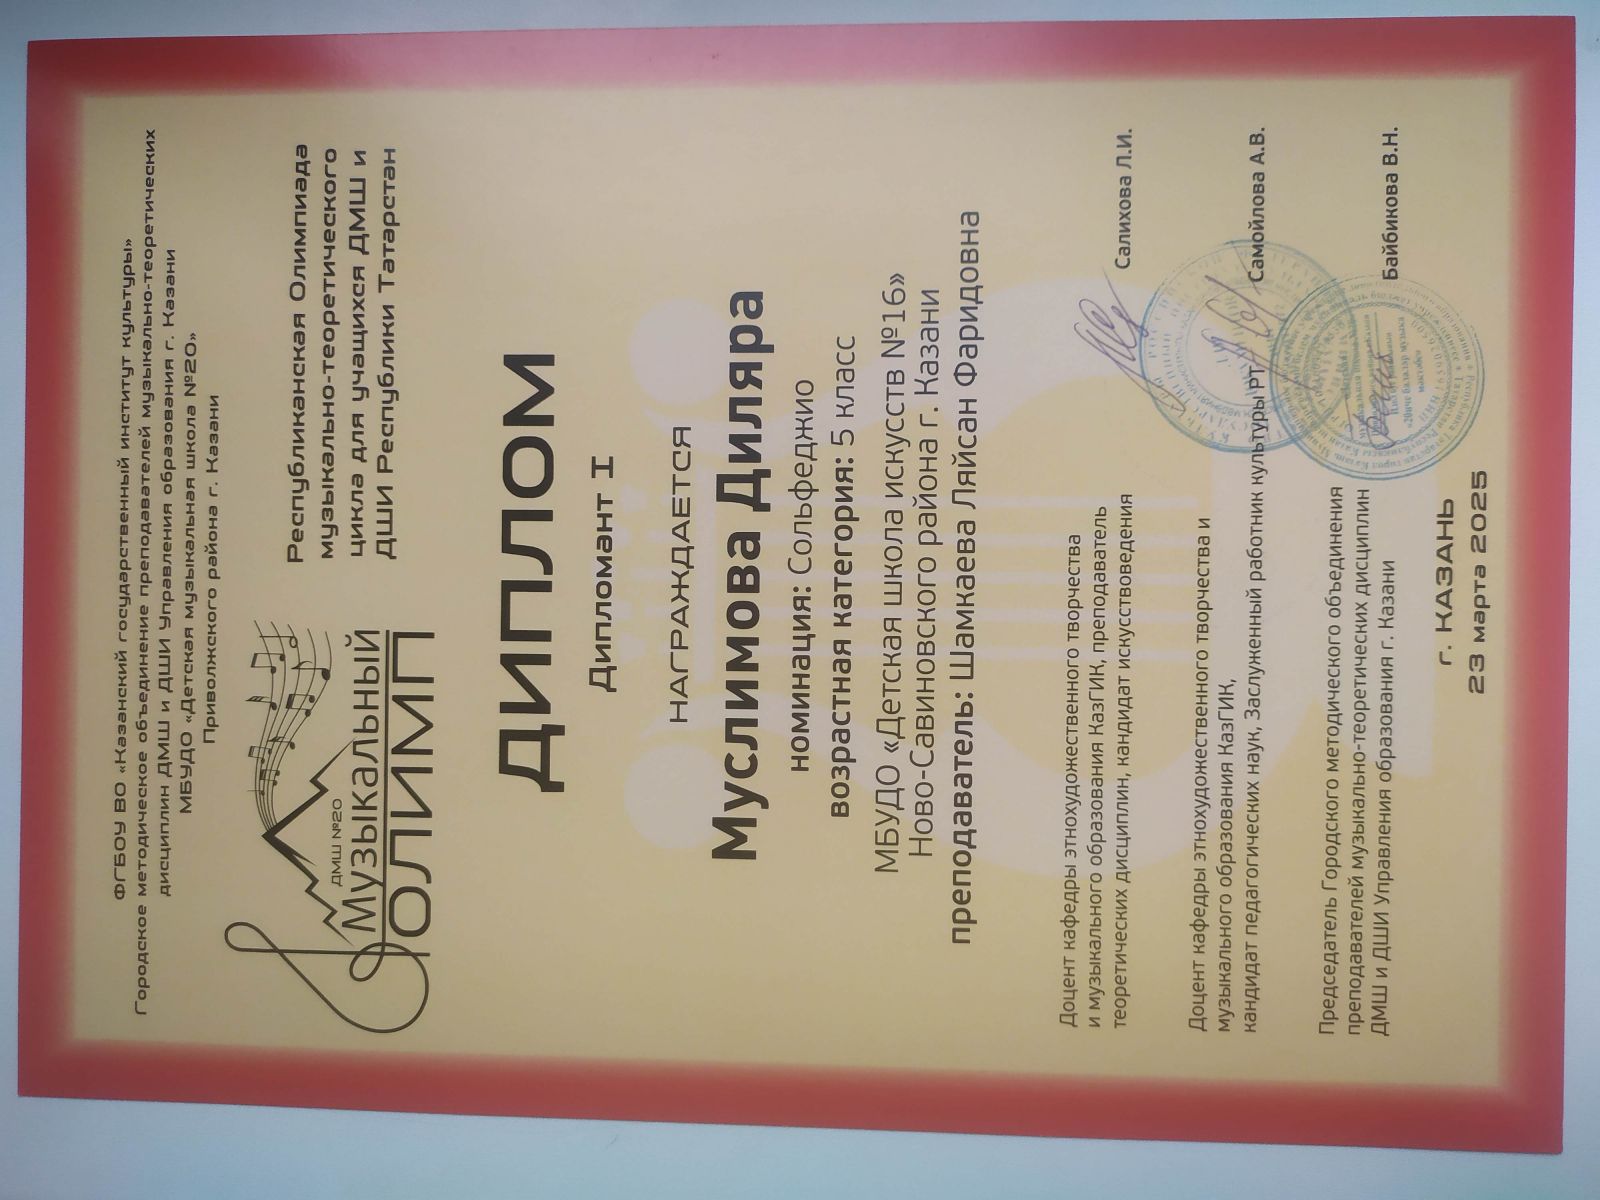 ФГБОУ ВО «Казанский государственный институт культуры»
Городское методическое объединение преподавателей музыкально-теоретических
дисциплин ДМШ и ДШИ Управления образования г. Казани
МБУДО «Детская музыкальная школа №20»
Приволжского района г. Казани
ДМШ №20
Музыкальный
ОЛИМП
Республиканская Олимпиада
музыкально-теоретического
цикла для учащихся ДМШ и
ДШИ Республики Татарстан
ДИПЛОМ
Дипломант I
НАГРАЖДАЕТСЯ
Муслимова Диляра
номинация: Сольфеджио
возрастная категория: 5 класс
МБУДО «Детская школа искусств №16»
Ново-Савиновского района г. Казани
преподаватель: Шамкаева Ляйсан Фаридовна
Доцент кафедры этнохудожественного творчества
и музыкального образования КазГИК, преподаватель
теоретических дисциплин, кандидат искусствоведения
Салихова Л.И.
Доцент кафедры этнохудожественного творчества и
музыкального образования КазГИК,
кандидат педагогических наук, Заслуженный работник культуры РТ
Самойлова А.В.
Председатель Городского методического объединения
преподавателей музыкально-теоретических дисциплин
ДМШ и ДШИ Управления образования г. Казани
Байбикова В.Н.
г. КАЗАНЬ
23 марта 2025